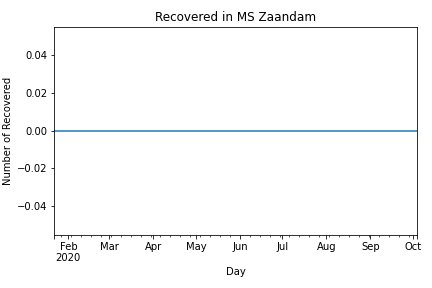 Recovered in MS Zaandam
Number of Recovered
0.04
0.02
0.00
−0.02
−0.04
Feb Mar Apr May Jun Jul Aug Sep Oct
2020
Day